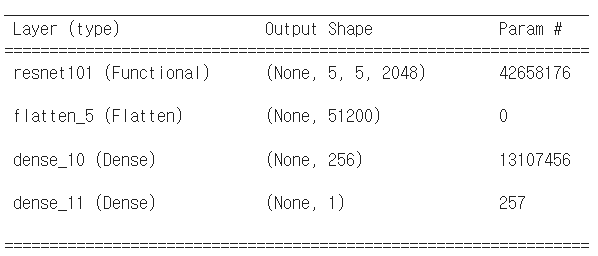 Layer (type) Output Shape Param #
=================================================================
resnet101 (Functional) (None, 5, 5, 2048) 42658176
flatten_5 (Flatten) (None, 51200) 0
dense_10 (Dense) (None, 256) 13107456
dense_11 (Dense) (None, 1) 257
=================================================================